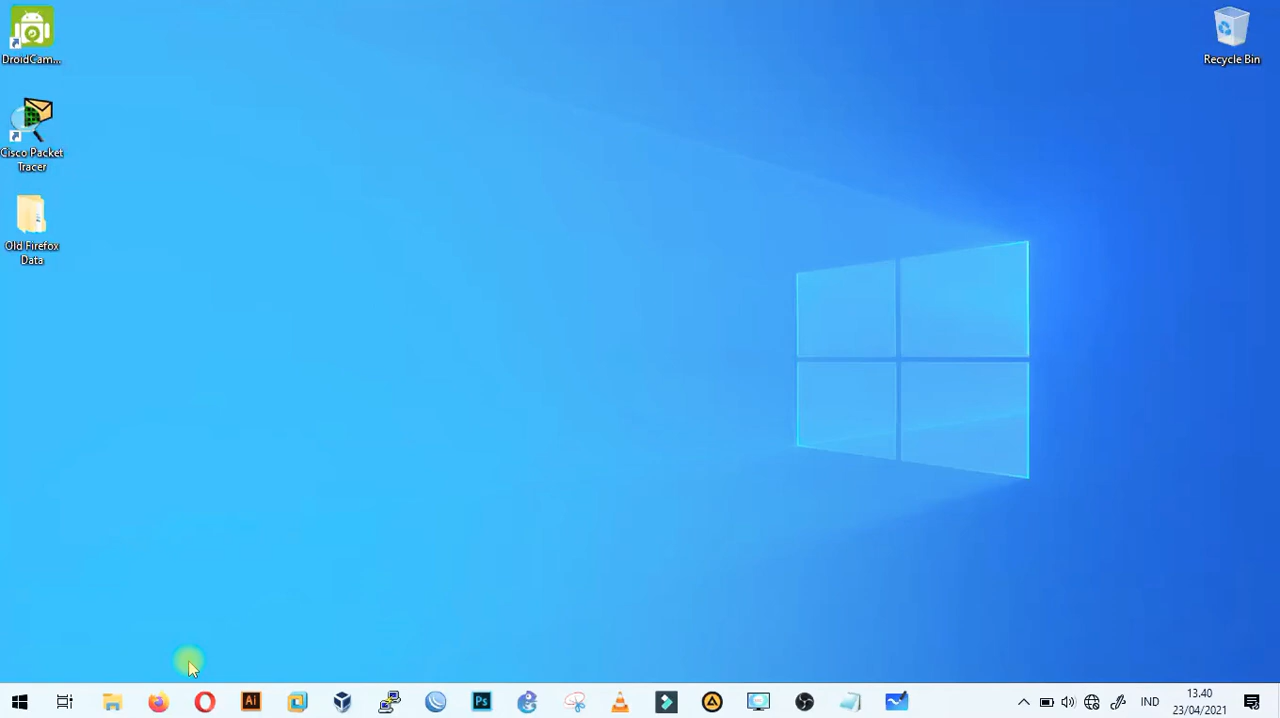 DroidCam...
Recycle Bin
Cisco Packet
Tracer
Old Firefox
Data
Ai
Ps
IND
13.40
23/04/2021